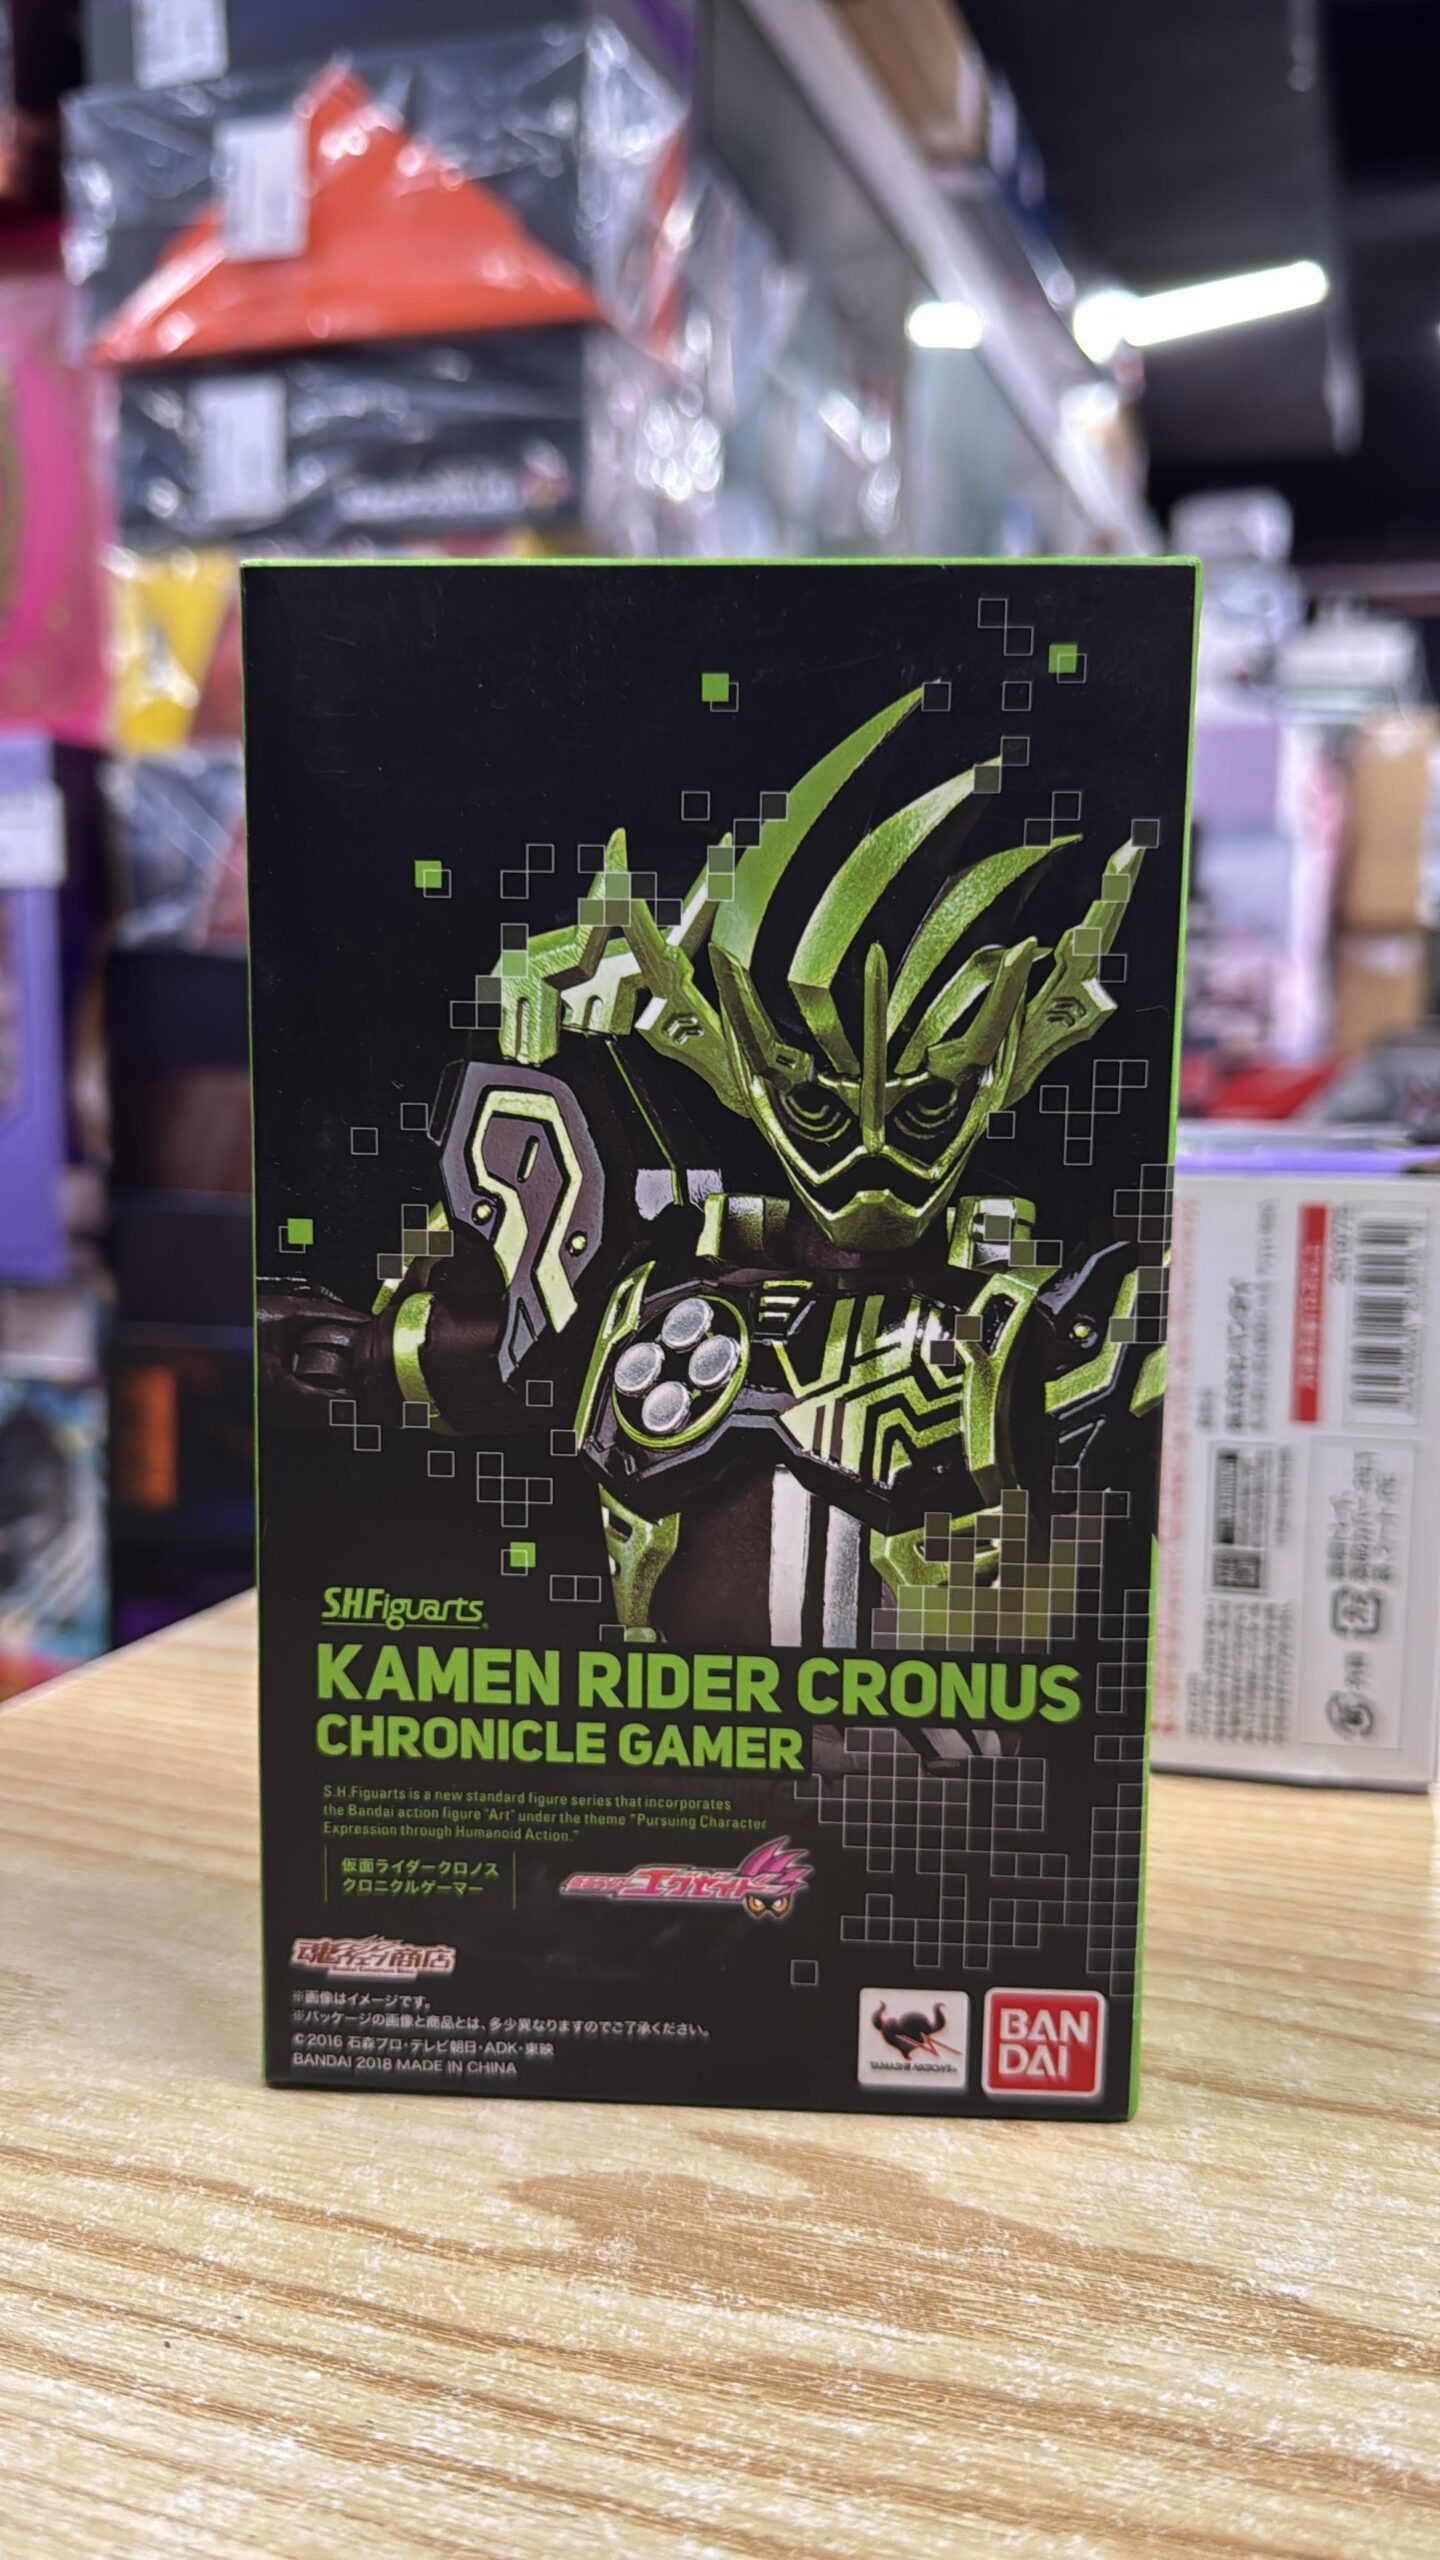 S.H.Figuarts
KAMEN RIDER CRONUS
CHRONICLE GAMER
S.H.Figuarts is a new standard figure series that incorporates
the Bandai action figure "Art" under the theme "Pursuing Character
Expression through Humanoid Action."
仮面ライダークロノス
クロニクルゲーマー
仮面ライダーエグゼイド
魂ウェブ商店
※画像はイメージです。
※パッケージの画像と商品とは、多少異なりますのでご了承ください。
©2016 石森プロ・テレビ朝日・ADK・東映
BANDAI 2018 MADE IN CHINA
TAMASHII NATIONS
BAN
DAI